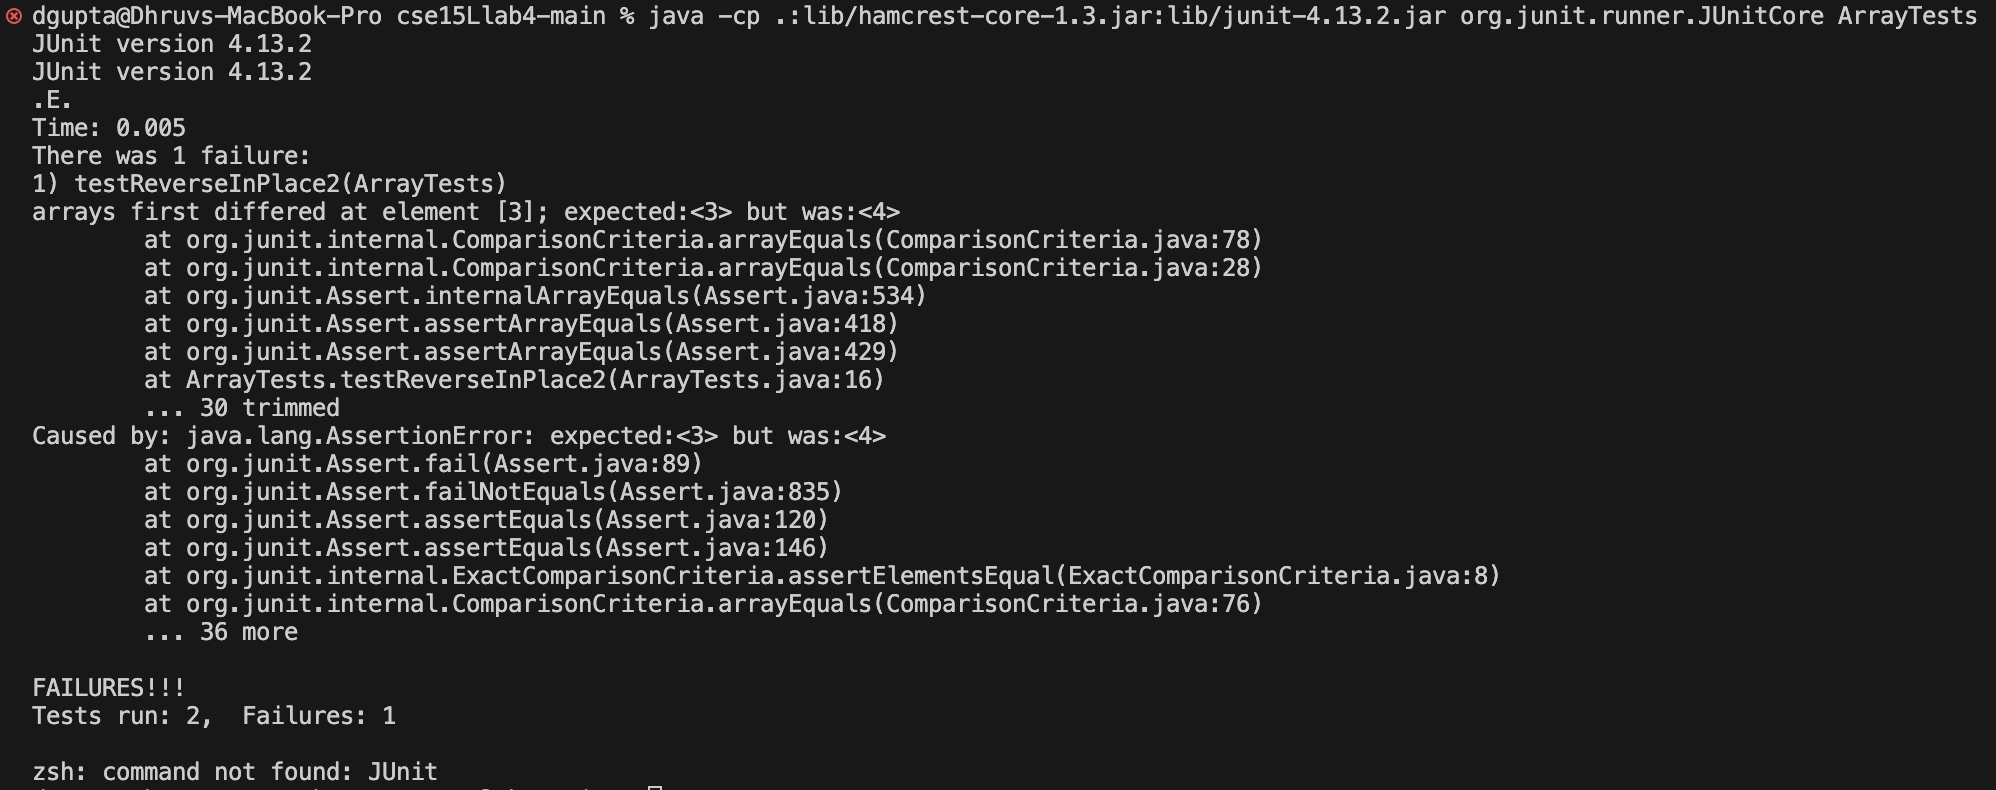 dgupta@Dhruvs-MacBook-Pro cse15Llab4-main % java -cp .:lib/hamcrest-core-1.3.jar:lib/junit-4.13.2.jar org.junit.runner.JUnitCore ArrayTests
JUnit version 4.13.2
JUnit version 4.13.2
.E.
Time: 0.005
There was 1 failure:
1) testReverseInPlace2(ArrayTests)
arrays first differed at element [3]; expected:<3> but was:<4>
        at org.junit.internal.ComparisonCriteria.arrayEquals(ComparisonCriteria.java:78)
        at org.junit.internal.ComparisonCriteria.arrayEquals(ComparisonCriteria.java:28)
        at org.junit.Assert.internalArrayEquals(Assert.java:534)
        at org.junit.Assert.assertArrayEquals(Assert.java:418)
        at org.junit.Assert.assertArrayEquals(Assert.java:429)
        at ArrayTests.testReverseInPlace2(ArrayTests.java:16)
        ... 30 trimmed
Caused by: java.lang.AssertionError: expected:<3> but was:<4>
        at org.junit.Assert.fail(Assert.java:89)
        at org.junit.Assert.failNotEquals(Assert.java:835)
        at org.junit.Assert.assertEquals(Assert.java:120)
        at org.junit.Assert.assertEquals(Assert.java:146)
        at org.junit.internal.ExactComparisonCriteria.assertElementsEqual(ExactComparisonCriteria.java:8)
        at org.junit.internal.ComparisonCriteria.arrayEquals(ComparisonCriteria.java:76)
        ... 36 more

FAILURES!!!
Tests run: 2,  Failures: 1

zsh: command not found: JUnit